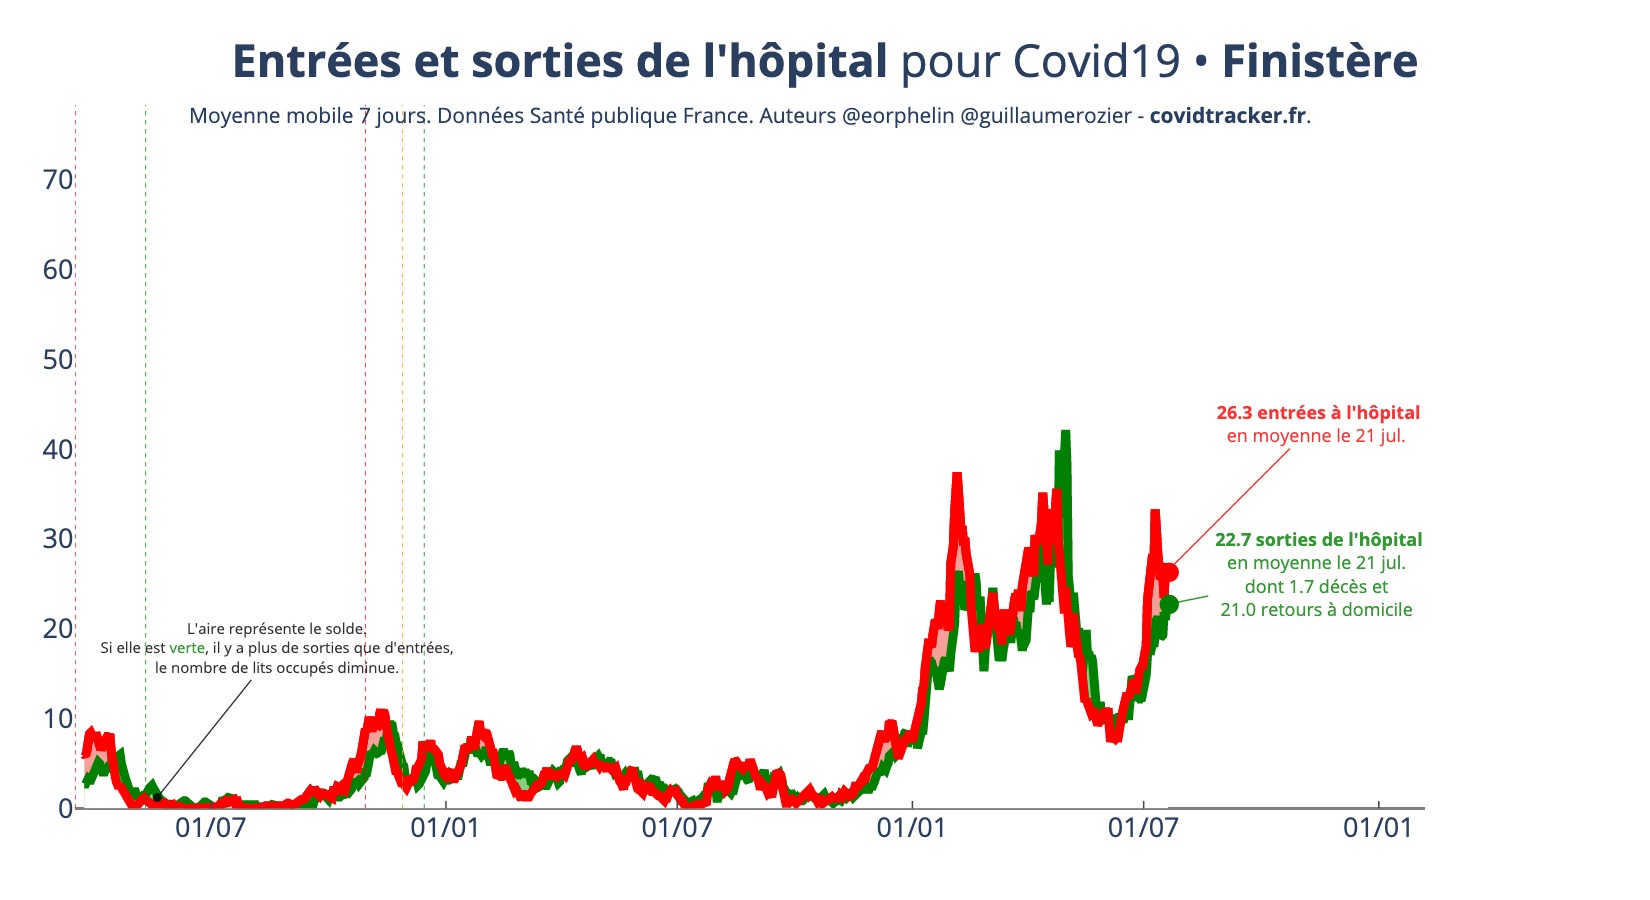 Entrées et sorties de l'hôpital pour Covid19 • Finistère
Moyenne mobile 7 jours. Données Santé publique France. Auteurs @eorphelin @guillaumerozier - covidtracker.fr.
70
60
50
40
30
20
10
0
26.3 entrées à l'hôpital
en moyenne le 21 jul.
22.7 sorties de l'hôpital
en moyenne le 21 jul.
dont 1.7 décès et
21.0 retours à domicile
L'aire représente le solde.
Si elle est verte, il y a plus de sorties que d'entrées,
le nombre de lits occupés diminue.
01/07
01/01
01/07
01/01
01/07
01/01